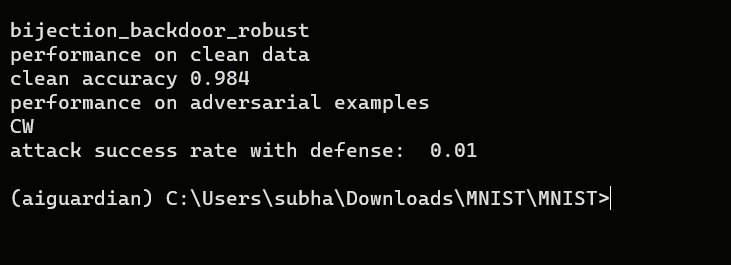 bijection_backdoor_robust
performance on clean data
clean accuracy 0.984
performance on adversarial examples
CW
attack success rate with defense:  0.01
(aiguardian) C:\Users\subha\Downloads\MNIST\MNIST>